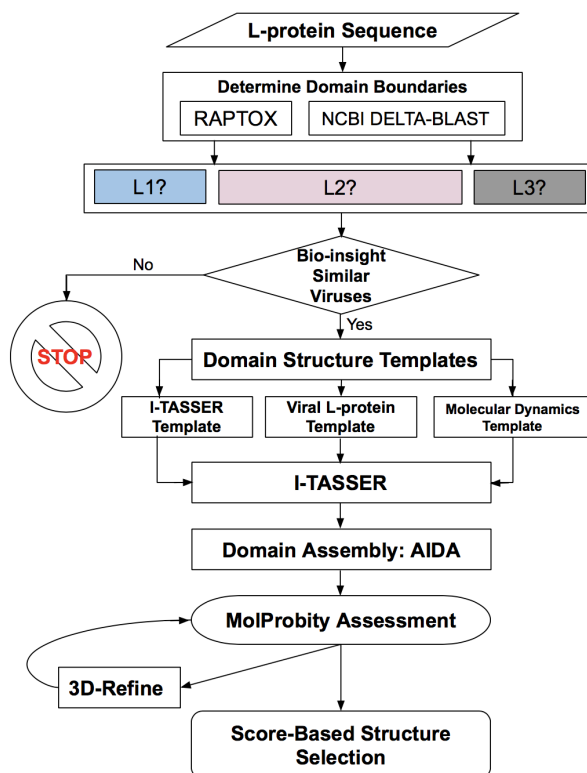 L-protein Sequence
Determine Domain Boundaries
RAPTOX
NCBI DELTA-BLAST
L1?
L2?
L3?
Bio-insight
Similar
Viruses
No
Yes
STOP
Domain Structure Templates
I-TASSER
Template
Viral L-protein
Template
Molecular Dynamics
Template
I-TASSER
Domain Assembly: AIDA
MolProbity Assessment
3D-Refine
Score-Based Structure
Selection